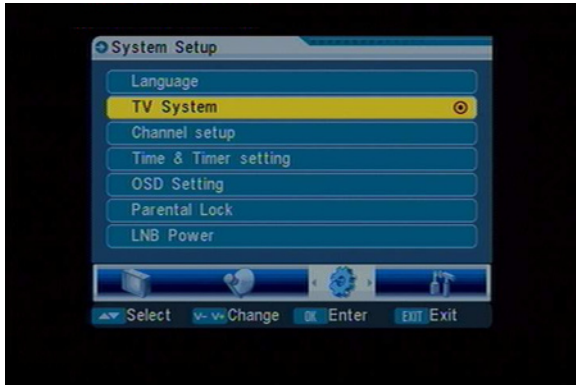 System Setup
Language
TV System
Channel setup
Time & Timer setting
OSD Setting
Parental Lock
LNB Power
Select V- V+ Change OK Enter EXIT Exit